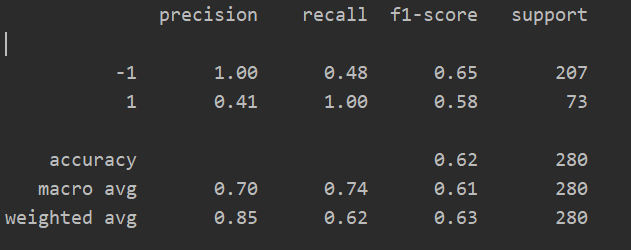 precision recall f1-score support
-1 1.00 0.48 0.65 207
1 0.41 1.00 0.58 73
accuracy 0.62 280
macro avg 0.70 0.74 0.61 280
weighted avg 0.85 0.62 0.63 280